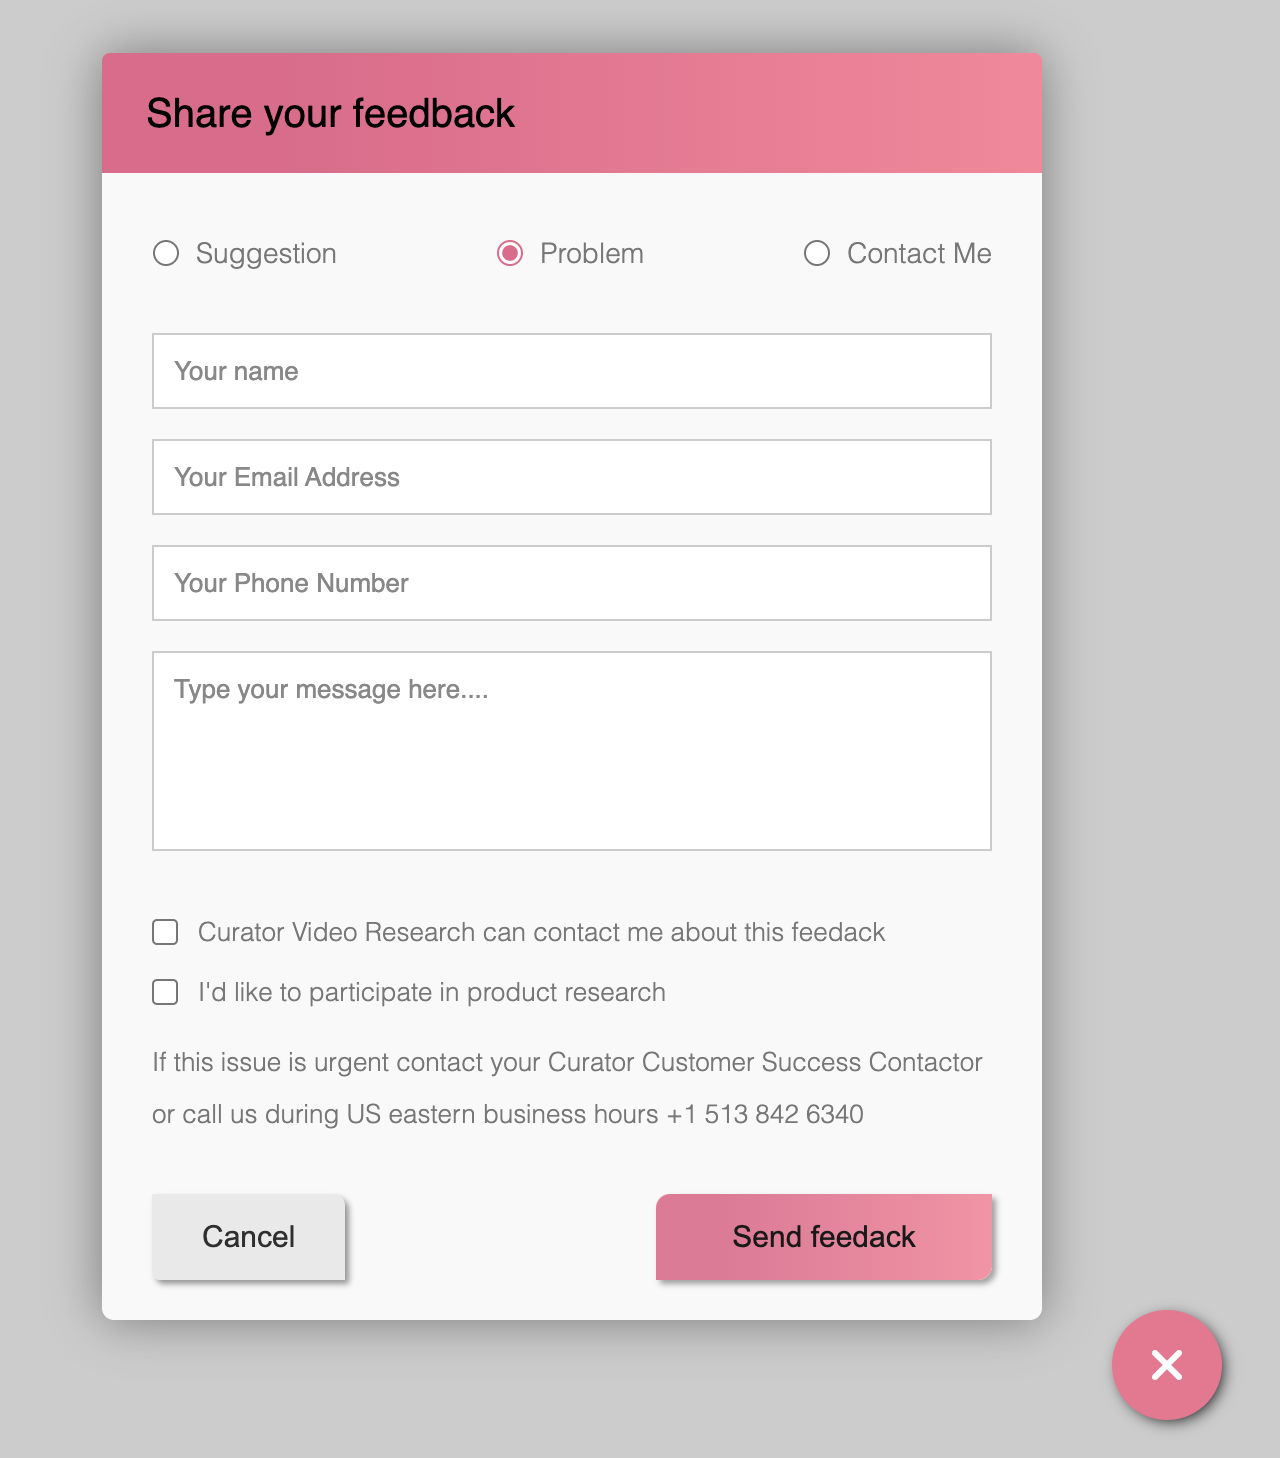 Share your feedback
Suggestion Problem Contact Me
Your name
Your Email Address
Your Phone Number
Type your message here....
Curator Video Research can contact me about this feedack
I'd like to participate in product research
If this issue is urgent contact your Curator Customer Success Contactor
or call us during US eastern business hours +1 513 842 6340
Cancel Send feedack